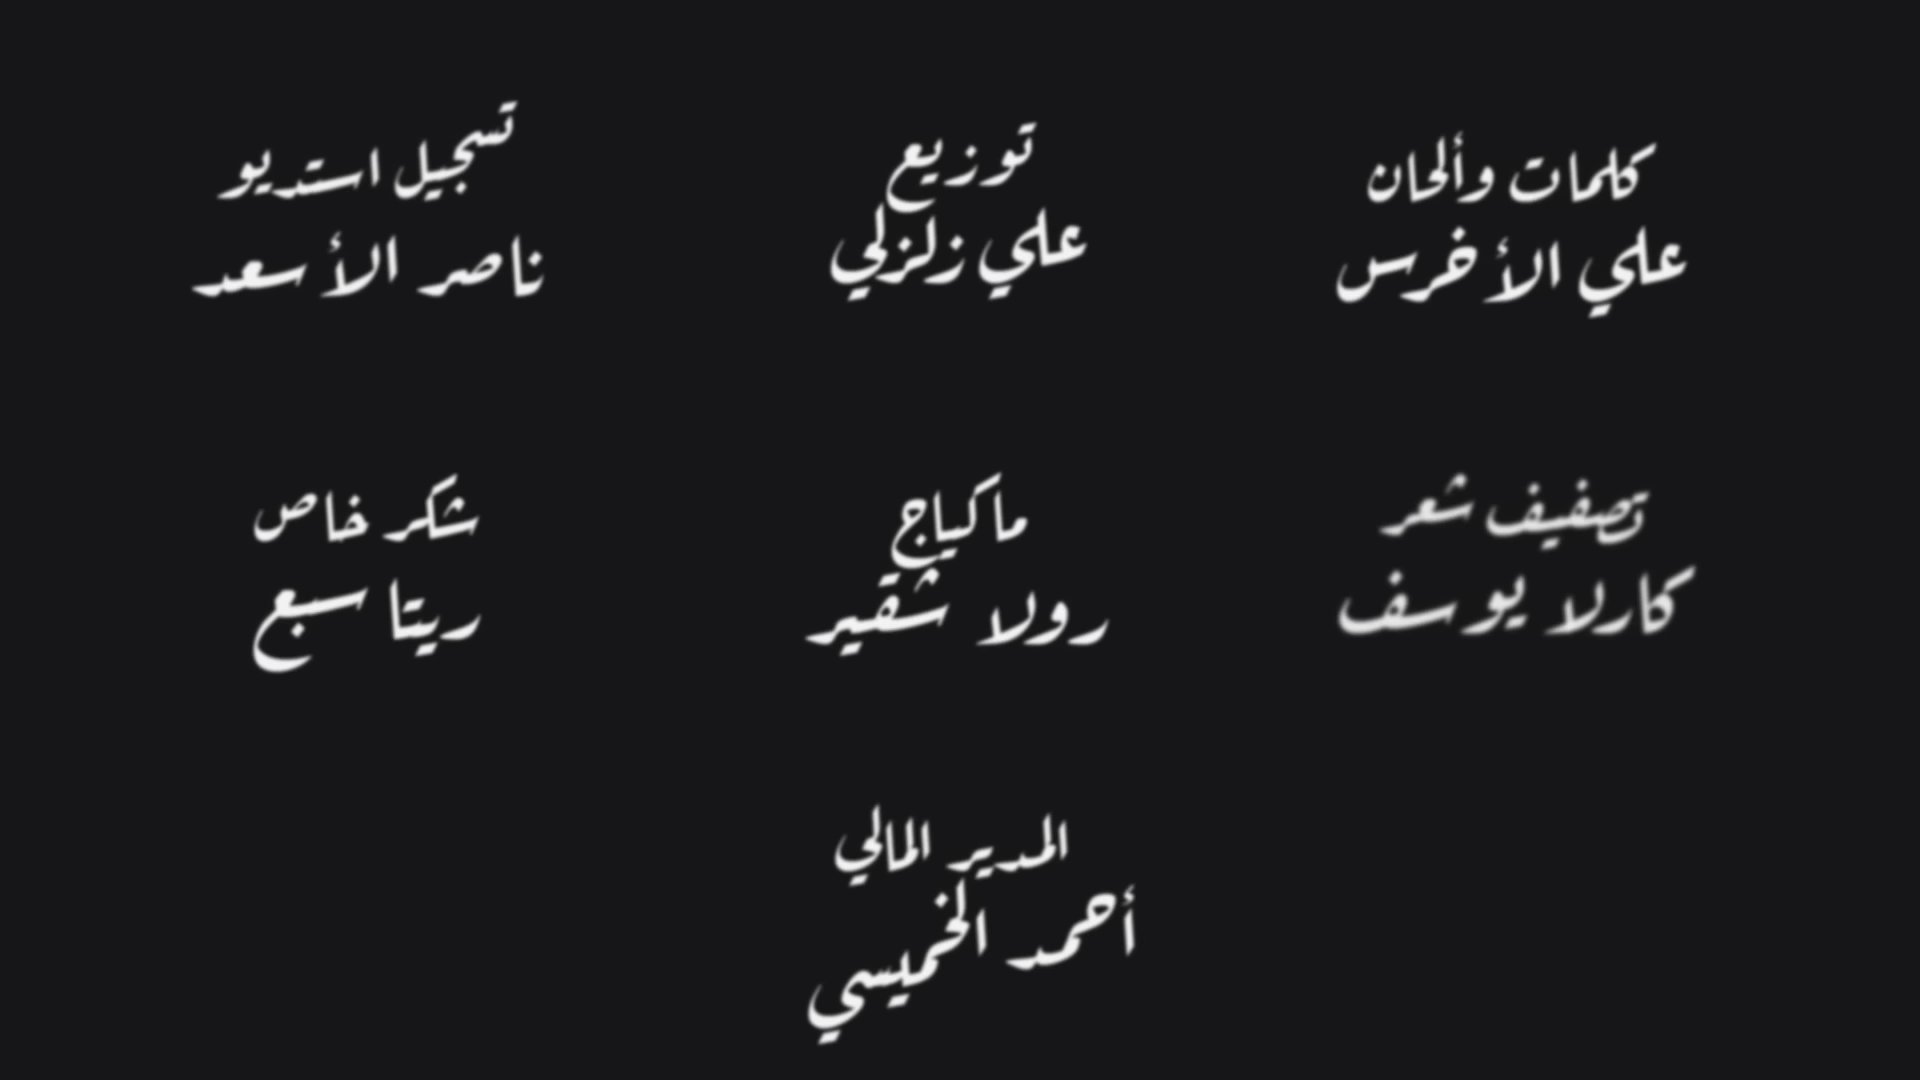 كلمات وألحان
علي الأخرس
توزيع
علي زلزلي
تسجيل استديو
ناصر الأسعد
تصفيف شعر
كارلا يوسف
ماكياج
رولا شقير
شكر خاص
ريتا سبع
المدير المالي
أحمد الخميسي